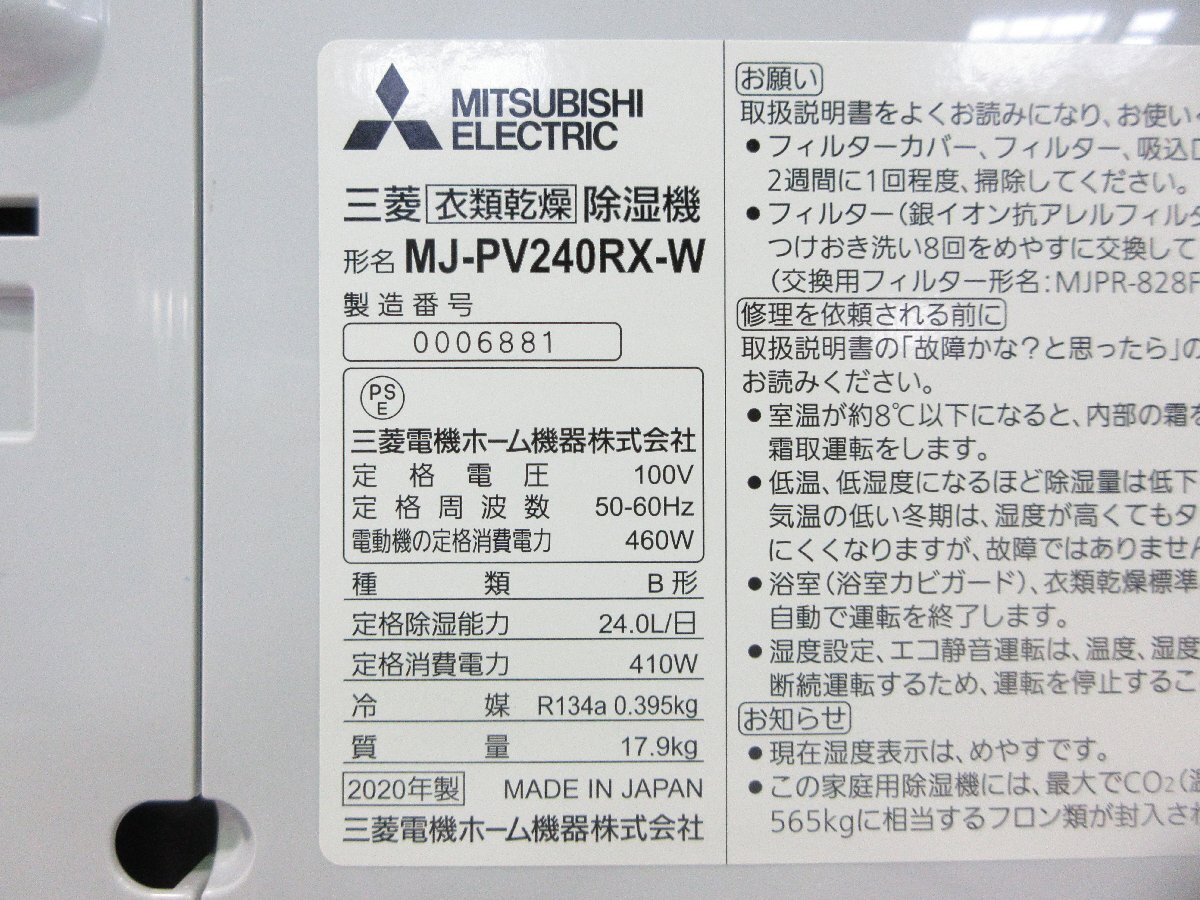 MITSUBISHI
ELECTRIC
三菱 衣類乾燥 除湿機
形名 MJ-PV240RX-W
製造番号
0006881
PS
E
三菱電機ホーム機器株式会社
定格電圧 100V
定格周波数 50-60Hz
電動機の定格消費電力 460W
種類 B形
定格除湿能力 24.0L/日
定格消費電力 410W
冷媒 R134a 0.395kg
質量 17.9kg
2020年製 MADE IN JAPAN
三菱電機ホーム機器株式会社
お願い
取扱説明書をよくお読みになり、お使い
●フィルターカバー、フィルター、吸込
2週間に1回程度、掃除してください。
●フィルター(銀イオン抗アレルフィル
つけおき洗い8回をめやすに交換して
(交換用フィルター形名:MJPR-828F
修理を依頼される前に
取扱説明書の「故障かな?と思ったら」の
お読みください。
●室温が約8℃以下になると、内部の霜を
霜取運転をします。
●低温、低湿度になるほど除湿量は低下
気温の低い冬期は、湿度が高くてもタ
にくくなりますが、故障ではありません
●浴室(浴室カビガード)、衣類乾燥標準
自動で運転を終了します。
●湿度設定、エコ静音運転は、温度、湿度
断続運転するため、運転を停止するこ
お知らせ
●現在湿度表示は、めやすです。
●この家庭用除湿機には、最大でCO2(温
565kgに相当するフロン類が封入され